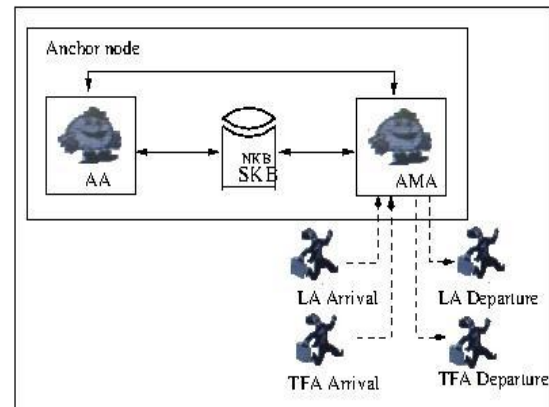 Anchor node
NKB
SKB
AA
AMA
LA Arrival
LA Departure
TFA Arrival
TFA Departure